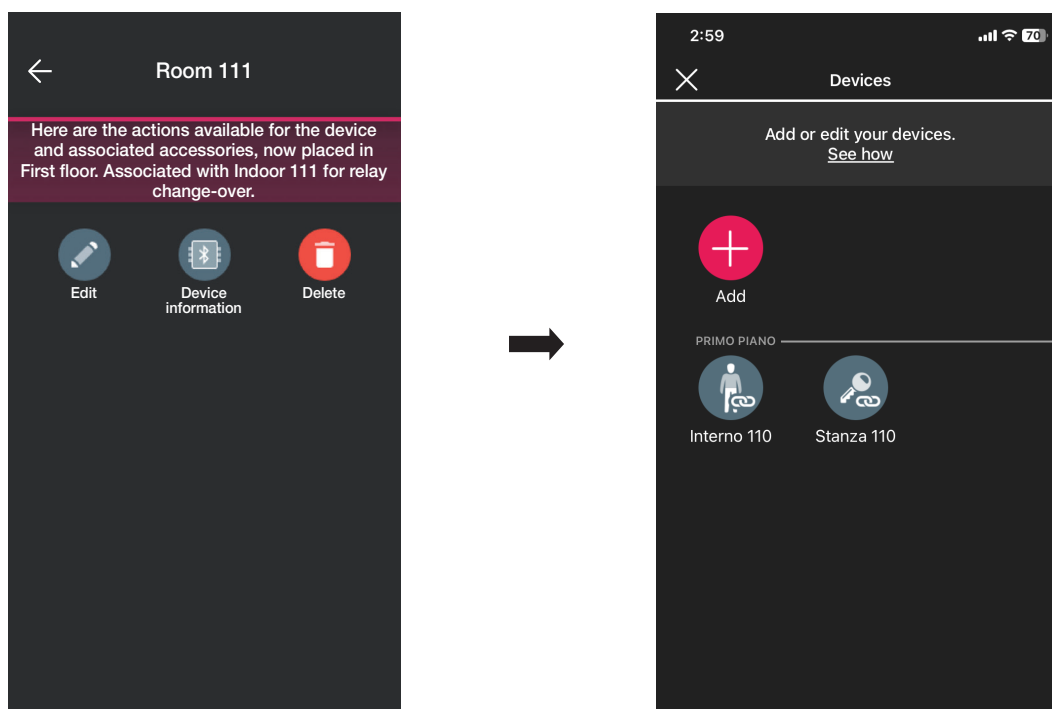 Room 111
Here are the actions available for the device
and associated accessories, now placed in
First floor. Associated with Indoor 111 for relay
change-over.
Edit
Device
information
Delete
2:59
70
Devices
Add or edit your devices.
See how
Add
PRIMO PIANO
Interno 110
Stanza 110